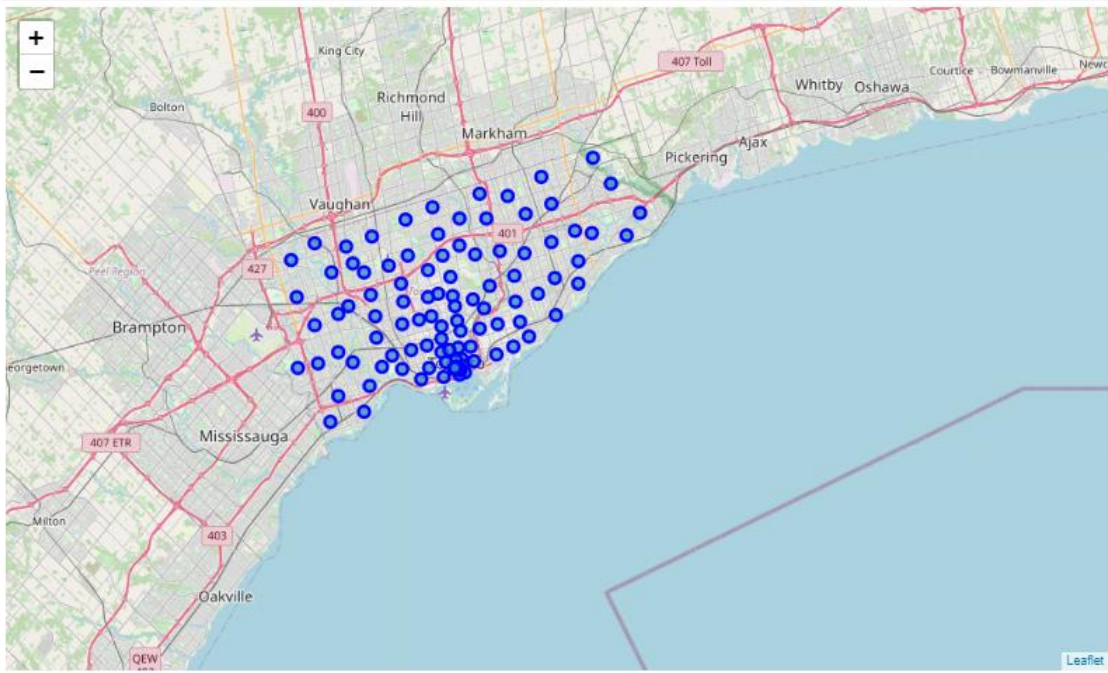 +
−
King City
Bolton
400
Richmond
Hill
407 Toll
Whitby
Oshawa
Courtice
Bowmanville
Markham
Ajax
Pickering
Vaughan
401
427
Peel Region
Brampton
eorgetown
Mississauga
407 ETR
Milton
403
Oakville
QEW
Leaflet